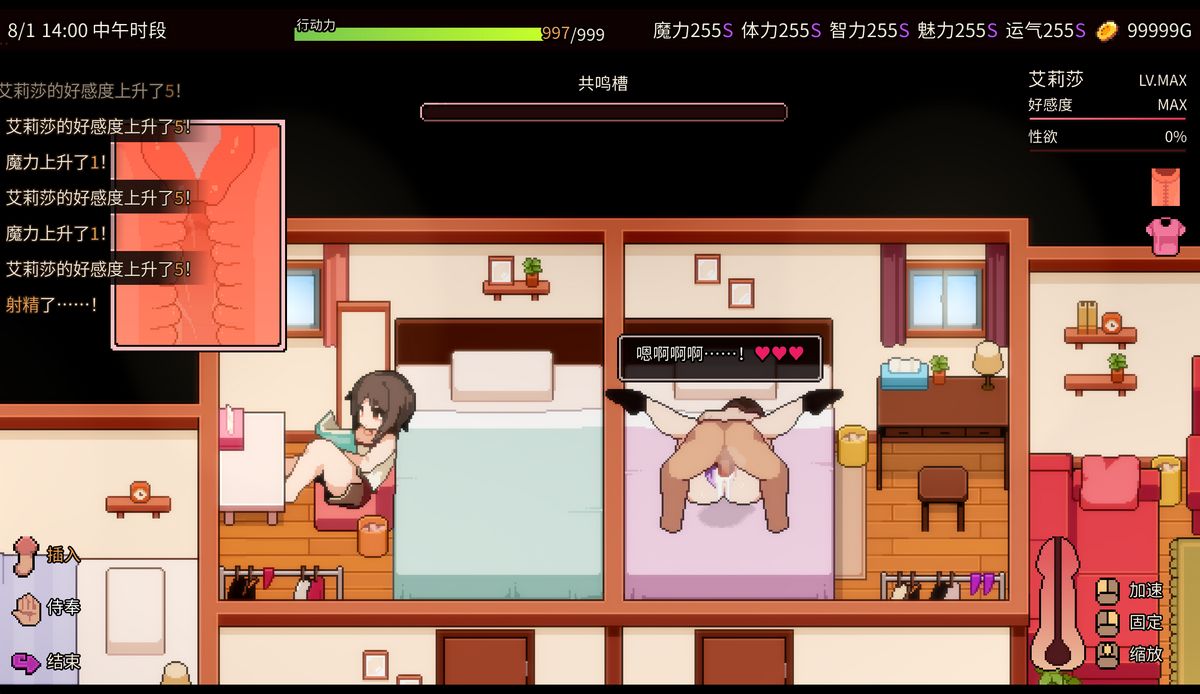 8/1 14:00 中午时段
行动力
997/999
魔力255S 体力255S 智力255S 魅力255S 运气255S 99999G
共鸣槽
艾莉莎 LV.MAX
好感度 MAX
性欲 0%
艾莉莎的好感度上升了5!
艾莉莎的好感度上升了5!
魔力上升了1!
艾莉莎的好感度上升了5!
魔力上升了1!
艾莉莎的好感度上升了5!
射精了……!
嗯啊啊啊……! ♥♥♥
插入
侍奉
结束
加速
固定
缩放